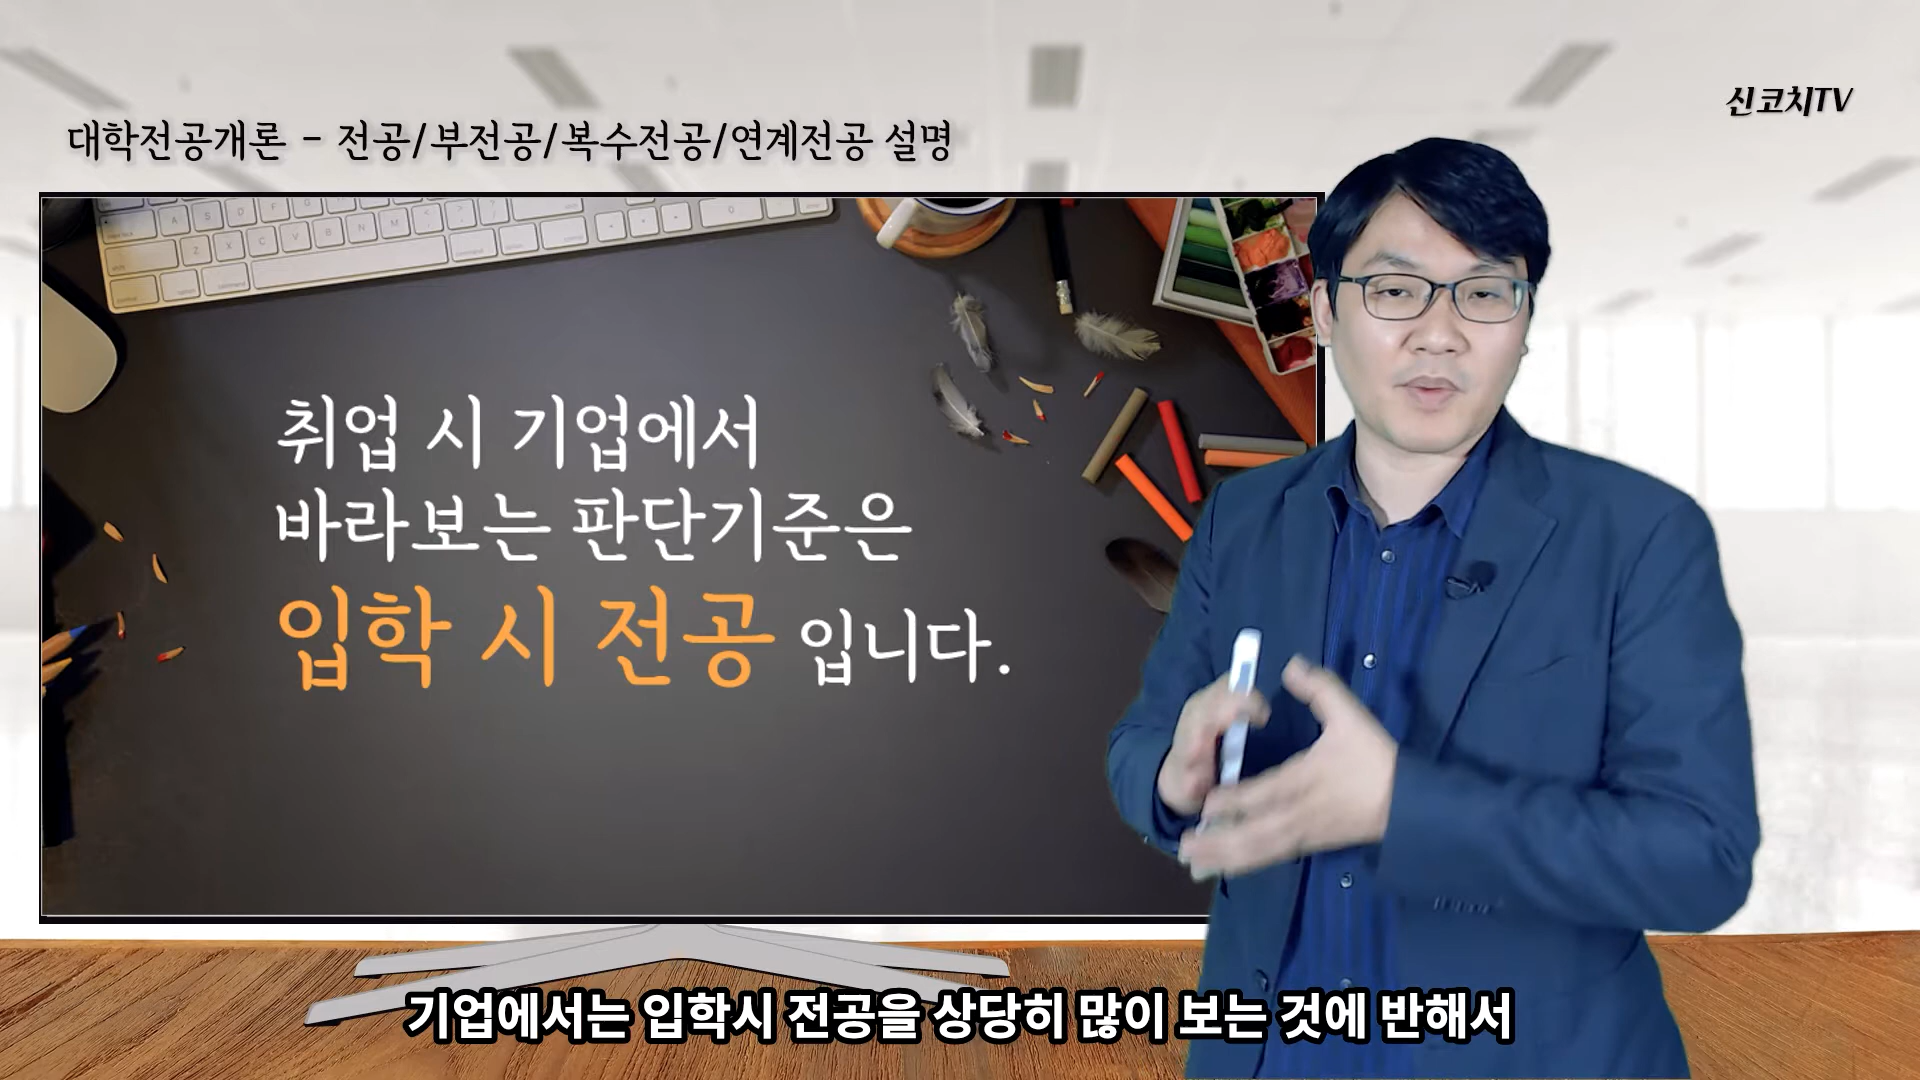 신코치TV
대학전공개론 - 전공/부전공/복수전공/연계전공 설명
취업 시 기업에서
바라보는 판단기준은
입학 시 전공 입니다.
기업에서는 입학시 전공을 상당히 많이 보는 것에 반해서